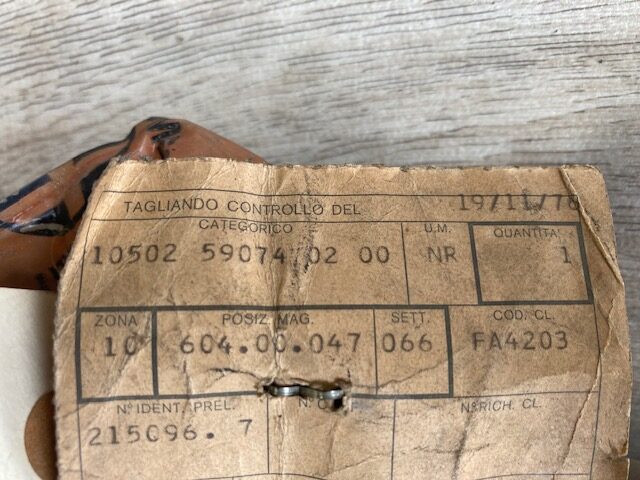 TAGLIANDO CONTROLLO DEL 19/11/76
CATEGORICO U.M. QUANTITA'
10502 59074 02 00 NR 1
ZONA POSIZ. MAG. SETT. COD. CL.
10 604.00.047 066 FA4203
N° IDENT. PREL. N° RICH. CL.
215096. 7